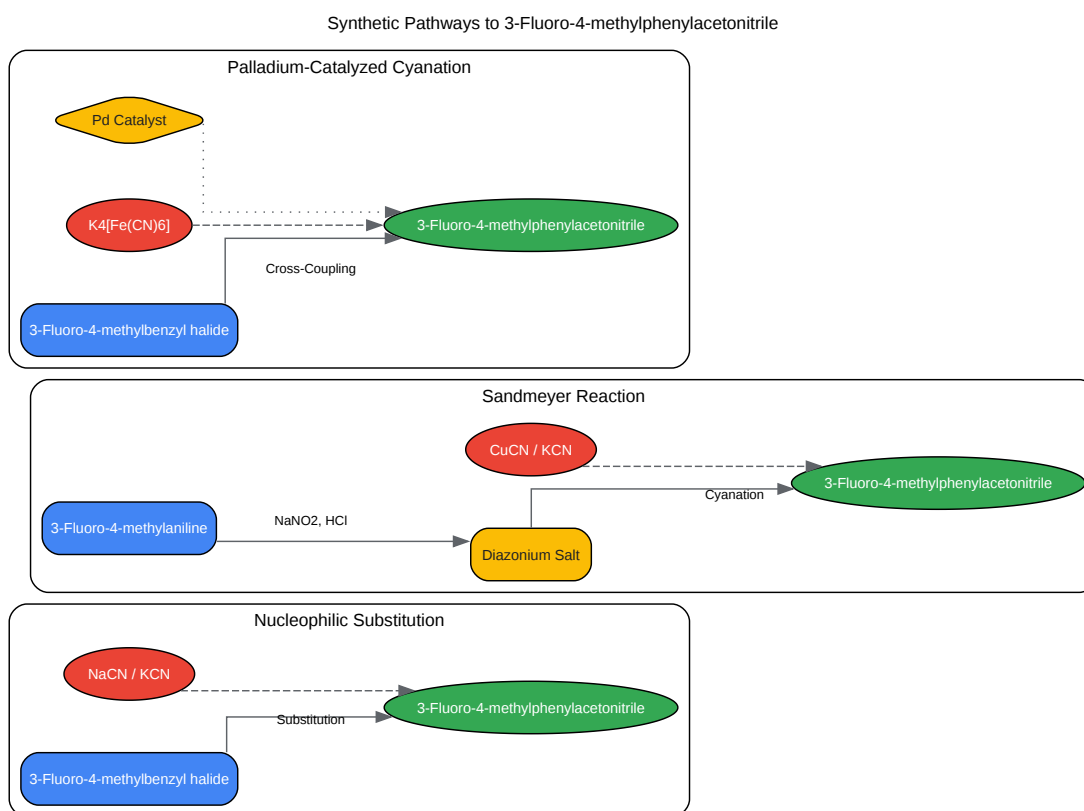 Synthetic Pathways to 3-Fluoro-4-methylphenylacetonitrile
Palladium-Catalyzed Cyanation
Pd Catalyst
K4[Fe(CN)6]
3-Fluoro-4-methylphenylacetonitrile
Cross-Coupling
3-Fluoro-4-methylbenzyl halide
Sandmeyer Reaction
CuCN / KCN
3-Fluoro-4-methylphenylacetonitrile
Cyanation
3-Fluoro-4-methylaniline
NaNO2, HCl
Diazonium Salt
Nucleophilic Substitution
NaCN / KCN
3-Fluoro-4-methylphenylacetonitrile
Substitution
3-Fluoro-4-methylbenzyl halide